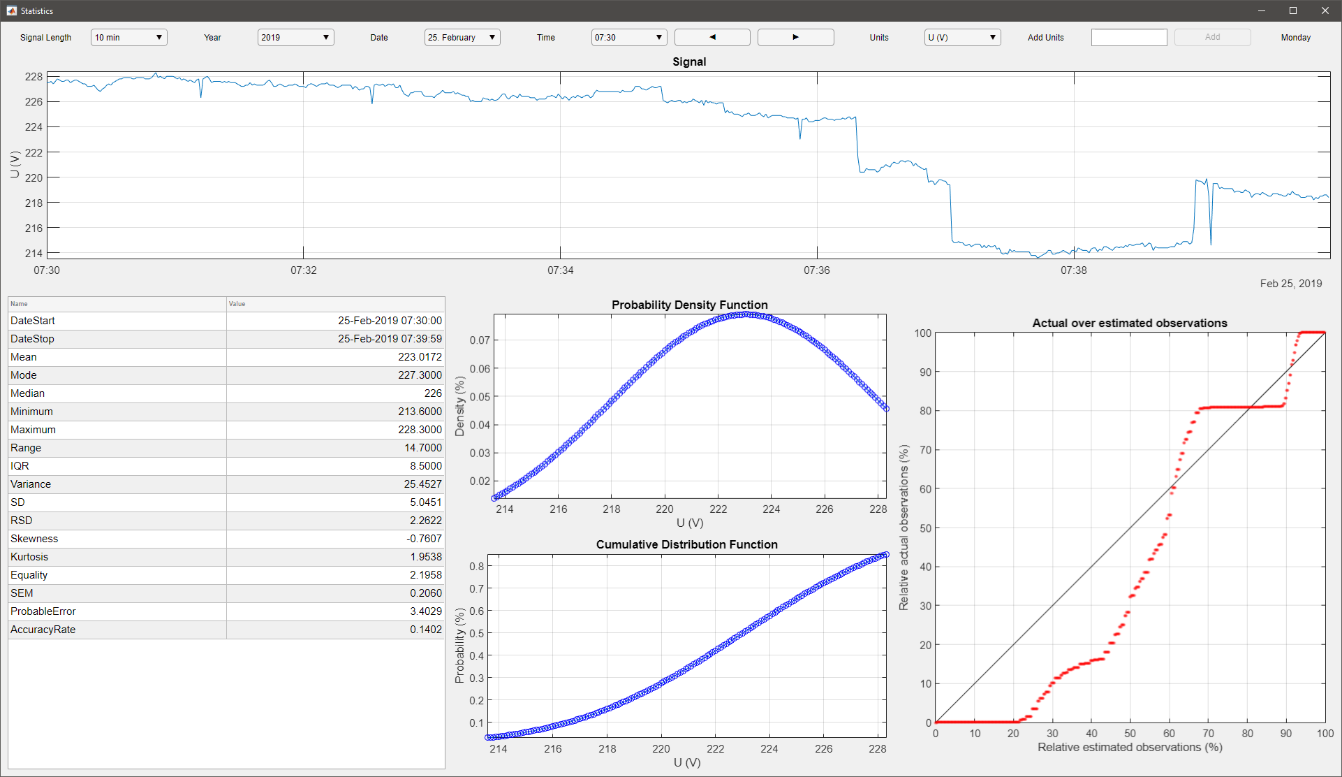 Statistics
Signal Length 10 min Year 2019 Date 25. February Time 07:30 Units U (V) Add Units Add Monday
Signal
228
226
224
222
220
218
216
214
U (V)
07:30 07:32 07:34 07:36 07:38
Feb 25, 2019
Name Value
DateStart 25-Feb-2019 07:30:00
DateStop 25-Feb-2019 07:39:59
Mean 223.0172
Mode 227.3000
Median 226
Minimum 213.6000
Maximum 228.3000
Range 14.7000
IQR 8.5000
Variance 25.4527
SD 5.0451
RSD 2.2622
Skewness -0.7607
Kurtosis 1.9538
Equality 2.1958
SEM 0.2060
ProbableError 3.4029
AccuracyRate 0.1402
Probability Density Function
0.07
0.06
0.05
0.04
0.03
0.02
Density (%)
214 216 218 220 222 224 226 228
U (V)
Cumulative Distribution Function
0.8
0.7
0.6
0.5
0.4
0.3
0.2
0.1
Probability (%)
214 216 218 220 222 224 226 228
U (V)
Actual over estimated observations
100
90
80
70
60
50
40
30
20
10
0
Relative actual observations (%)
0 10 20 30 40 50 60 70 80 90 100
Relative estimated observations (%)